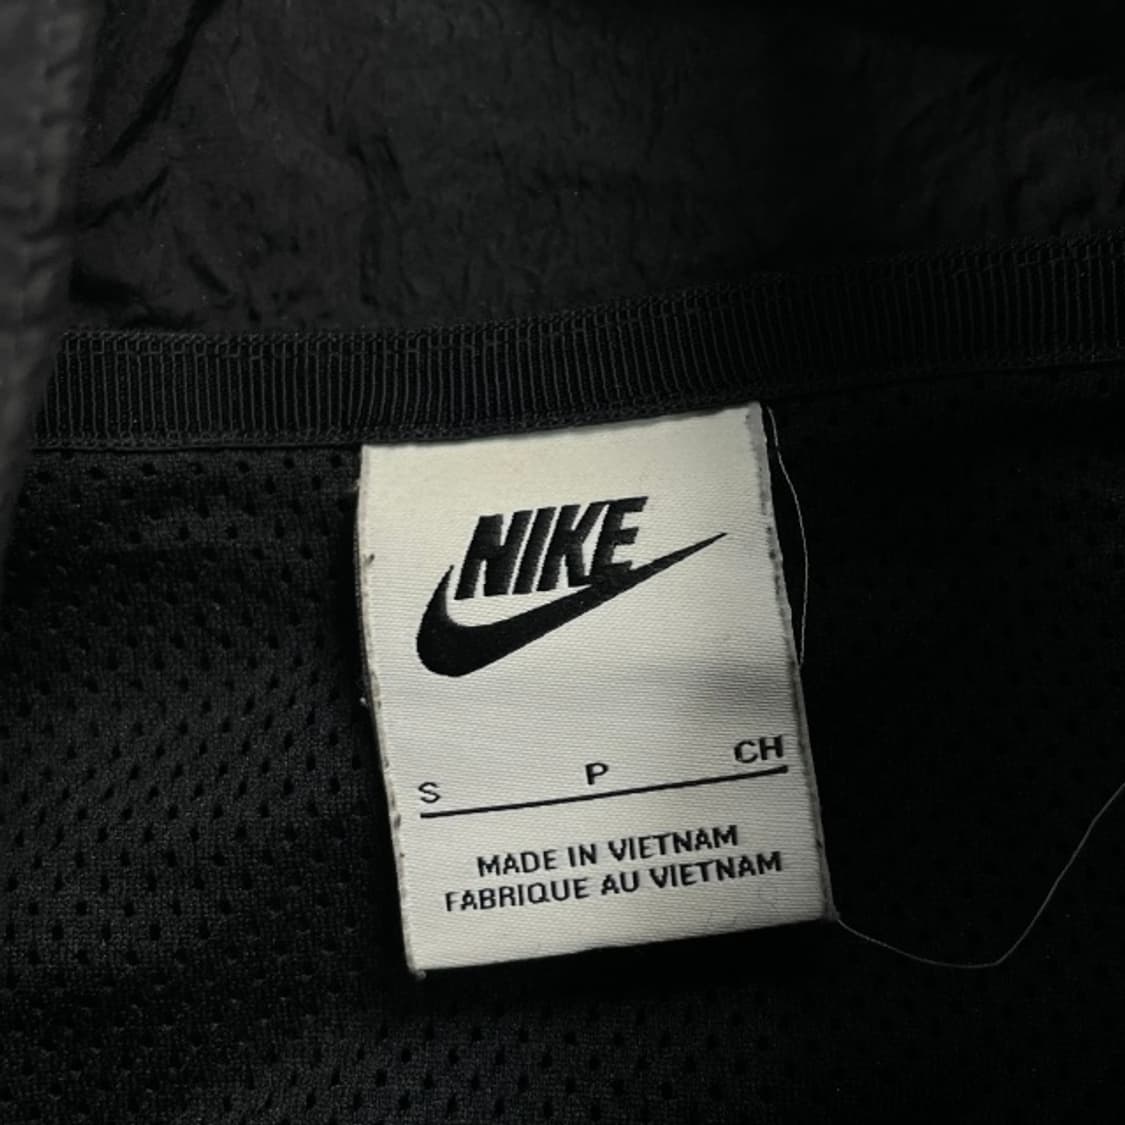 NIKE
S P CH
MADE IN VIETNAM
FABRIQUE AU VIETNAM